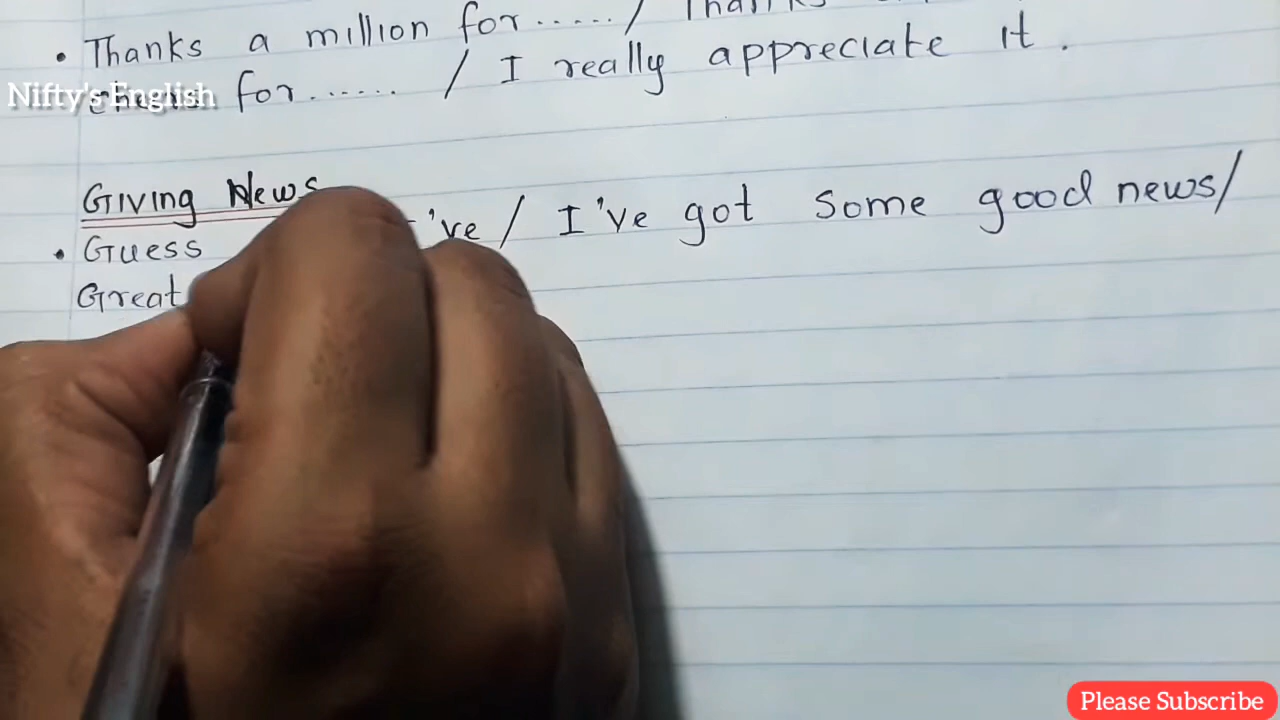 • Thanks a million for....../ Thanks
for...... / I really appreciate it.
Nifty's English
Giving News
• Guess 've / I've got some good news/
Great
Please Subscribe